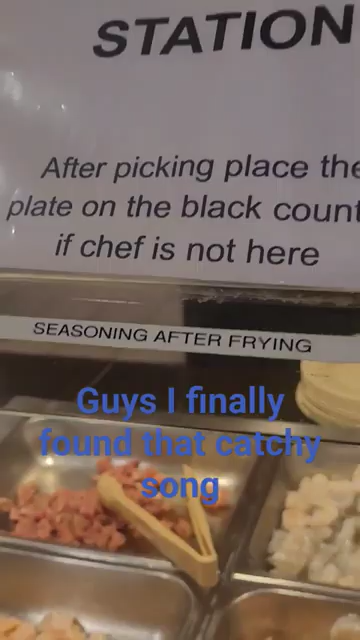 STATION
After picking place the
plate on the black count
if chef is not here
SEASONING AFTER FRYING
Guys I finally
found that catchy
song